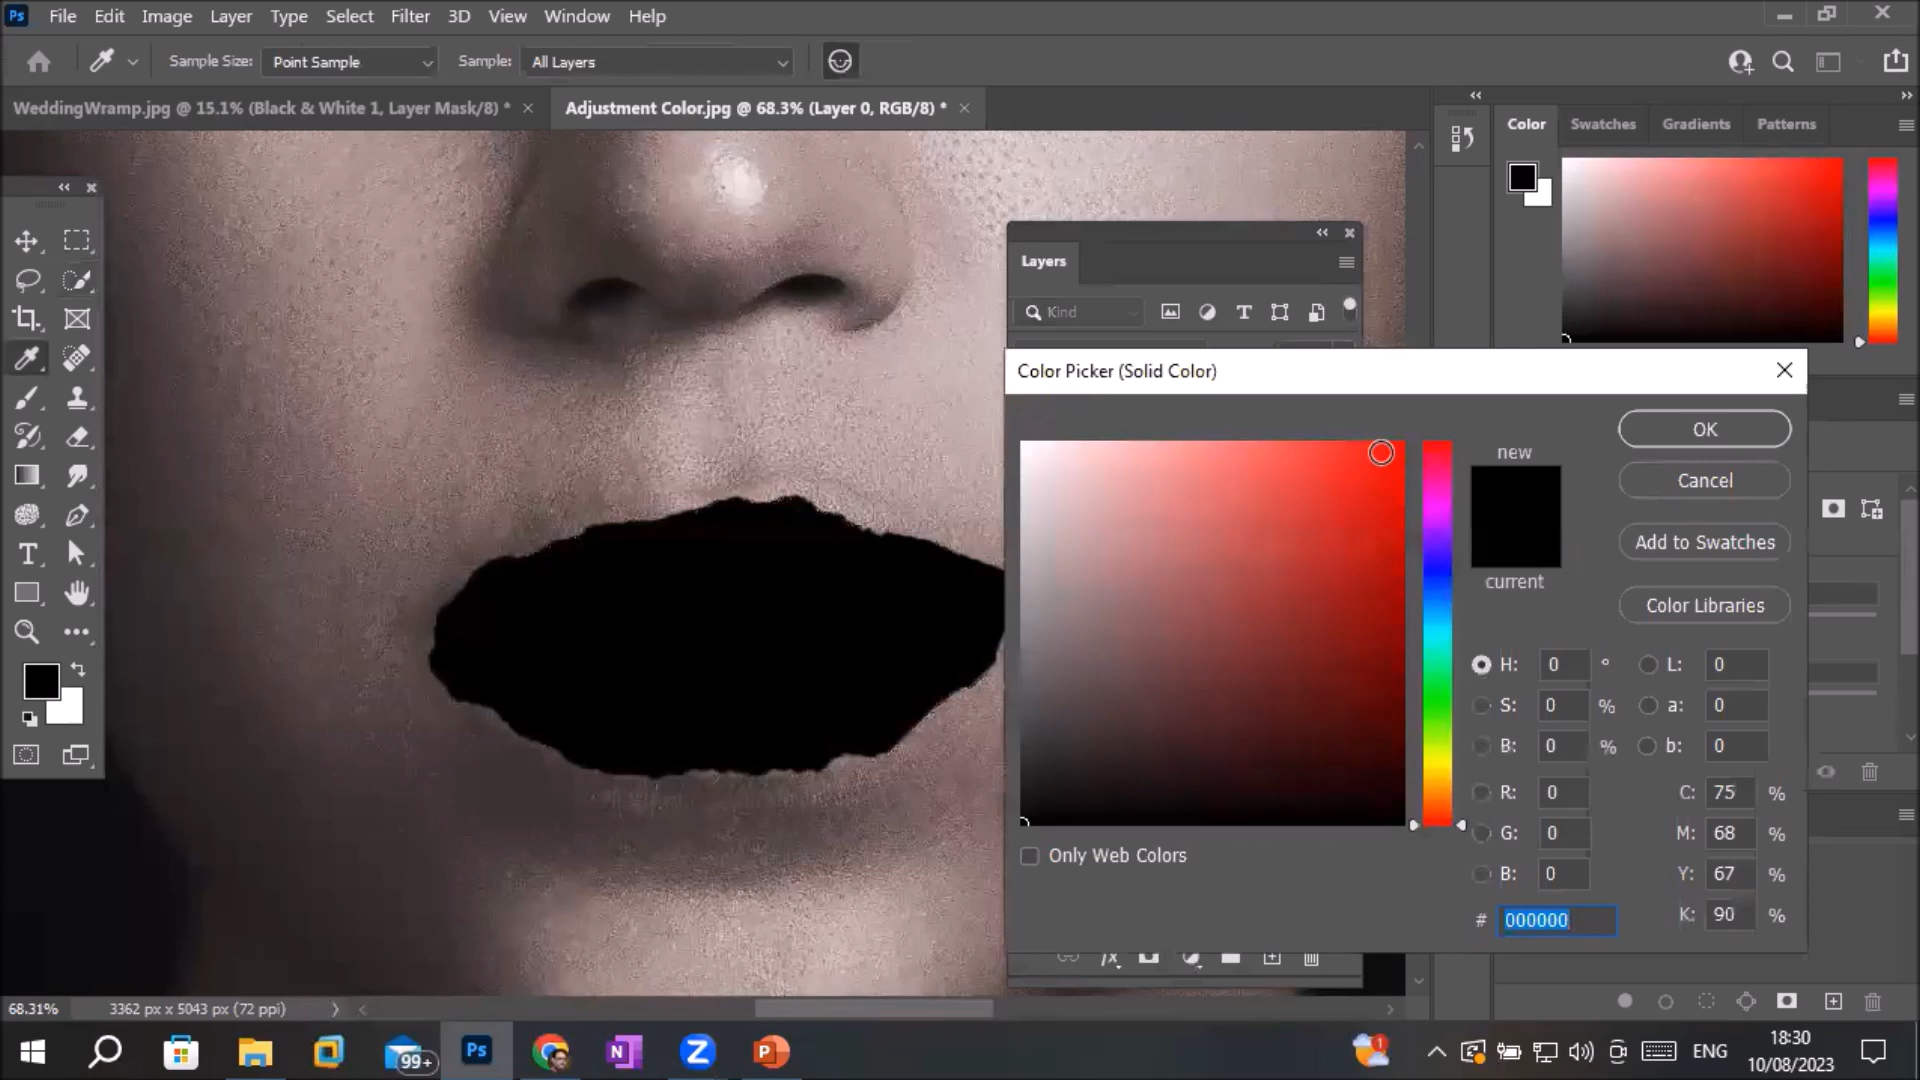 Ps File Edit Image Layer Type Select Filter 3D View Window Help
Sample Size: Point Sample Sample: All Layers
WeddingWramp.jpg @ 15.1% (Black & White 1, Layer Mask/8) * Adjustment Color.jpg @ 68.3% (Layer 0, RGB/8) *
Color Swatches Gradients Patterns
Layers
Kind
Color Picker (Solid Color)
OK
new
Cancel
Add to Swatches
current
Color Libraries
H: 0 ° L: 0
S: 0 % a: 0
B: 0 % b: 0
R: 0 C: 75 %
G: 0 M: 68 %
Only Web Colors
B: 0 Y: 67 %
# 000000 K: 90 %
fx
68.31% 3362 px x 5043 px (72 ppi)
99+ Ps N Z P 1 ENG
18:30
10/08/2023